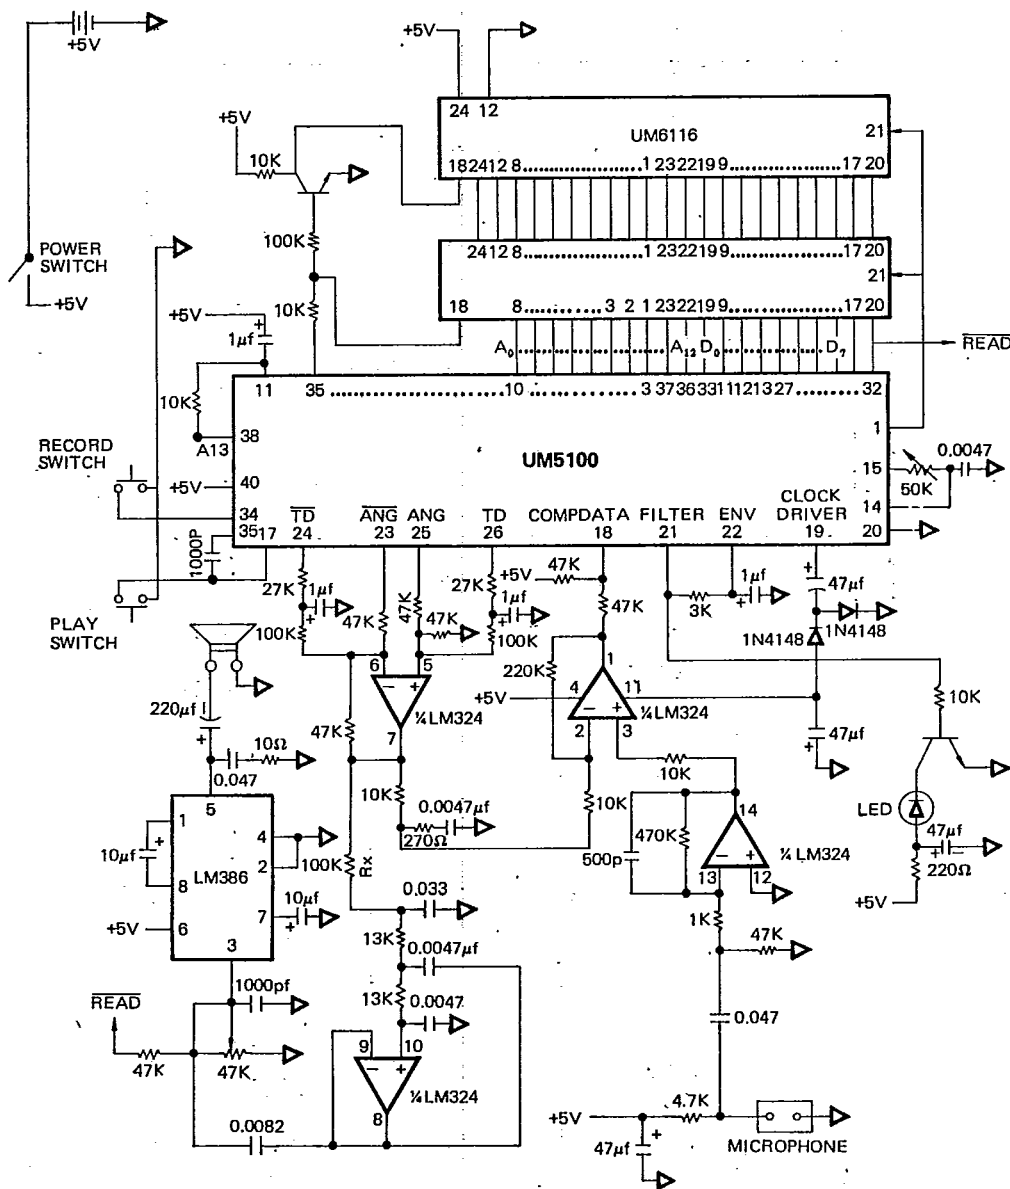 +5V
+5V
24 12
UM6116
21
18 24 12 8 1 23 22 19 9 17 20
+5V
10K
100K
10K
24 12 8 1 23 22 19 9 17 20
21
18 8 3 2 1 23 22 19 9 17 20
POWER
SWITCH
+5V
+5V
1μf
A0 A12 D0 D7
READ
11 35 10 3 37 36 33 11 12 13 27 32
10K
A13
38
1
RECORD
SWITCH
UM5100
15
50K
0.0047
+5V
40
14
34
35
17
TD
24
ANG
23
ANG
25
TD
26
COMPDATA
18
FILTER
21
ENV
22
CLOCK
DRIVER
19
20
1000P
PLAY
SWITCH
27K
1μf
100K
47K
47K
47K
27K
1μf
100K
+5V
47K
47K
3K
1μf
47μf
1N4148
1N4148
6 5
- +
¼LM324
7
220K
1
+5V
4
11
- +
¼LM324
2 3
10K
47μf
220μf
47K
10K
0.0047μf
270Ω
10K
10K
LED
47μf
220Ω
+5V
0.047
10Ω
5
1
4
10μf
LM386
2
8
7
10μf
+5V
6
3
100K
Rx
14
470K
500p
- +
¼LM324
13 12
1K
47K
0.033
13K
0.0047μf
13K
0.0047
READ
1000pf
47K
47K
9 10
- +
¼LM324
8
0.0082
0.047
+5V
4.7K
47μf
MICROPHONE